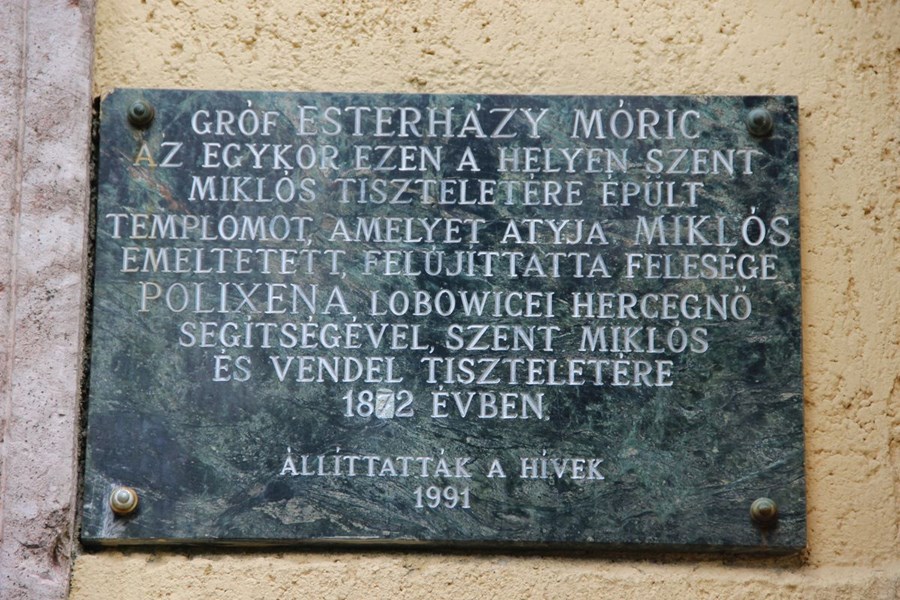 GRÓF ESTERHÁZY MÓRIC
AZ EGYKOR EZEN A HELYEN SZENT
MIKLÓS TISZTELETÉRE ÉPÜLT
TEMPLOMOT, AMELYET ATYJA MIKLÓS
EMELTETETT, FELÚJÍTTATTA FELESÉGE
POLIXENA LOBOWICEI HERCEGNŐ
SEGÍTSÉGÉVEL, SZENT MIKLÓS
ÉS VENDEL TISZTELETÉRE
1872 ÉVBEN.
ÁLLÍTTATTÁK A HÍVEK
1991